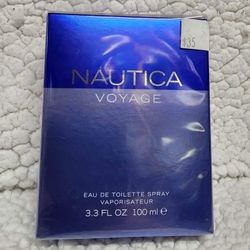 $35
NAUTICA
VOYAGE
EAU DE TOILETTE SPRAY
VAPORISATEUR
3.3 FL OZ 100 ml ℮